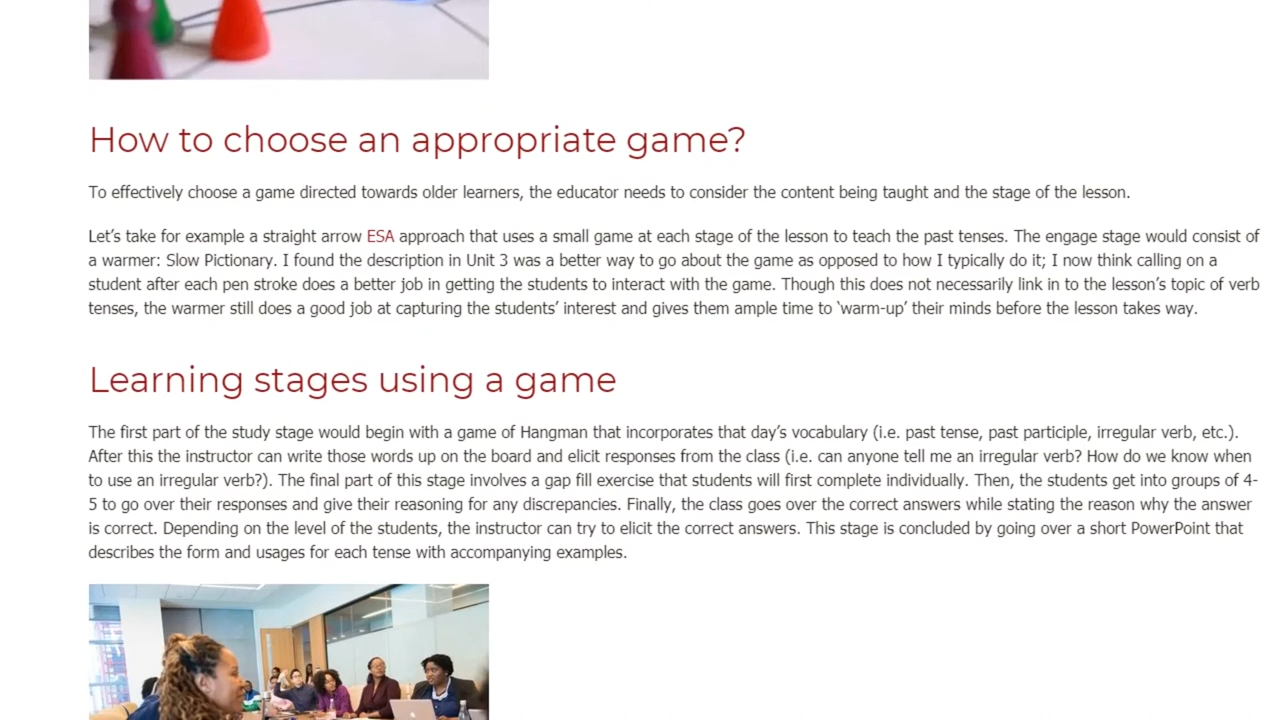 How to choose an appropriate game?
To effectively choose a game directed towards older learners, the educator needs to consider the content being taught and the stage of the lesson.
Let's take for example a straight arrow ESA approach that uses a small game at each stage of the lesson to teach the past tenses. The engage stage would consist of
a warmer: Slow Pictionary. I found the description in Unit 3 was a better way to go about the game as opposed to how I typically do it; I now think calling on a
student after each pen stroke does a better job in getting the students to interact with the game. Though this does not necessarily link in to the lesson's topic of verb
tenses, the warmer still does a good job at capturing the students' interest and gives them ample time to 'warm-up' their minds before the lesson takes way.
Learning stages using a game
The first part of the study stage would begin with a game of Hangman that incorporates that day's vocabulary (i.e. past tense, past participle, irregular verb, etc.).
After this the instructor can write those words up on the board and elicit responses from the class (i.e. can anyone tell me an irregular verb? How do we know when
to use an irregular verb?). The final part of this stage involves a gap fill exercise that students will first complete individually. Then, the students get into groups of 4-
5 to go over their responses and give their reasoning for any discrepancies. Finally, the class goes over the correct answers while stating the reason why the answer
is correct. Depending on the level of the students, the instructor can try to elicit the correct answers. This stage is concluded by going over a short PowerPoint that
describes the form and usages for each tense with accompanying examples.